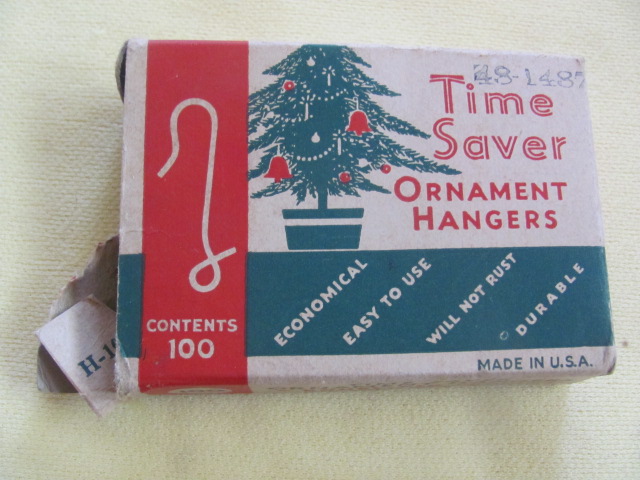 48-1487
Time
Saver
ORNAMENT
HANGERS
ECONOMICAL
EASY TO USE
WILL NOT RUST
DURABLE
CONTENTS
100
MADE IN U.S.A.